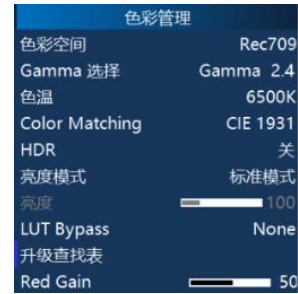 色彩管理
色彩空间 Rec709
Gamma 选择 Gamma 2.4
色温 6500K
Color Matching CIE 1931
HDR 关
亮度模式 标准模式
亮度 100
LUT Bypass None
升级查找表
Red Gain 50